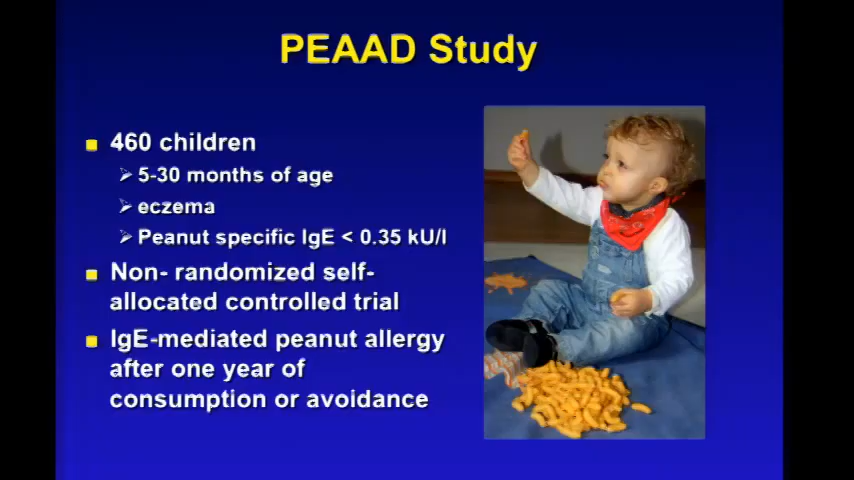 PEAAD Study
460 children
5-30 months of age
eczema
Peanut specific IgE < 0.35 kU/l
Non- randomized self-
allocated controlled trial
IgE-mediated peanut allergy
after one year of
consumption or avoidance